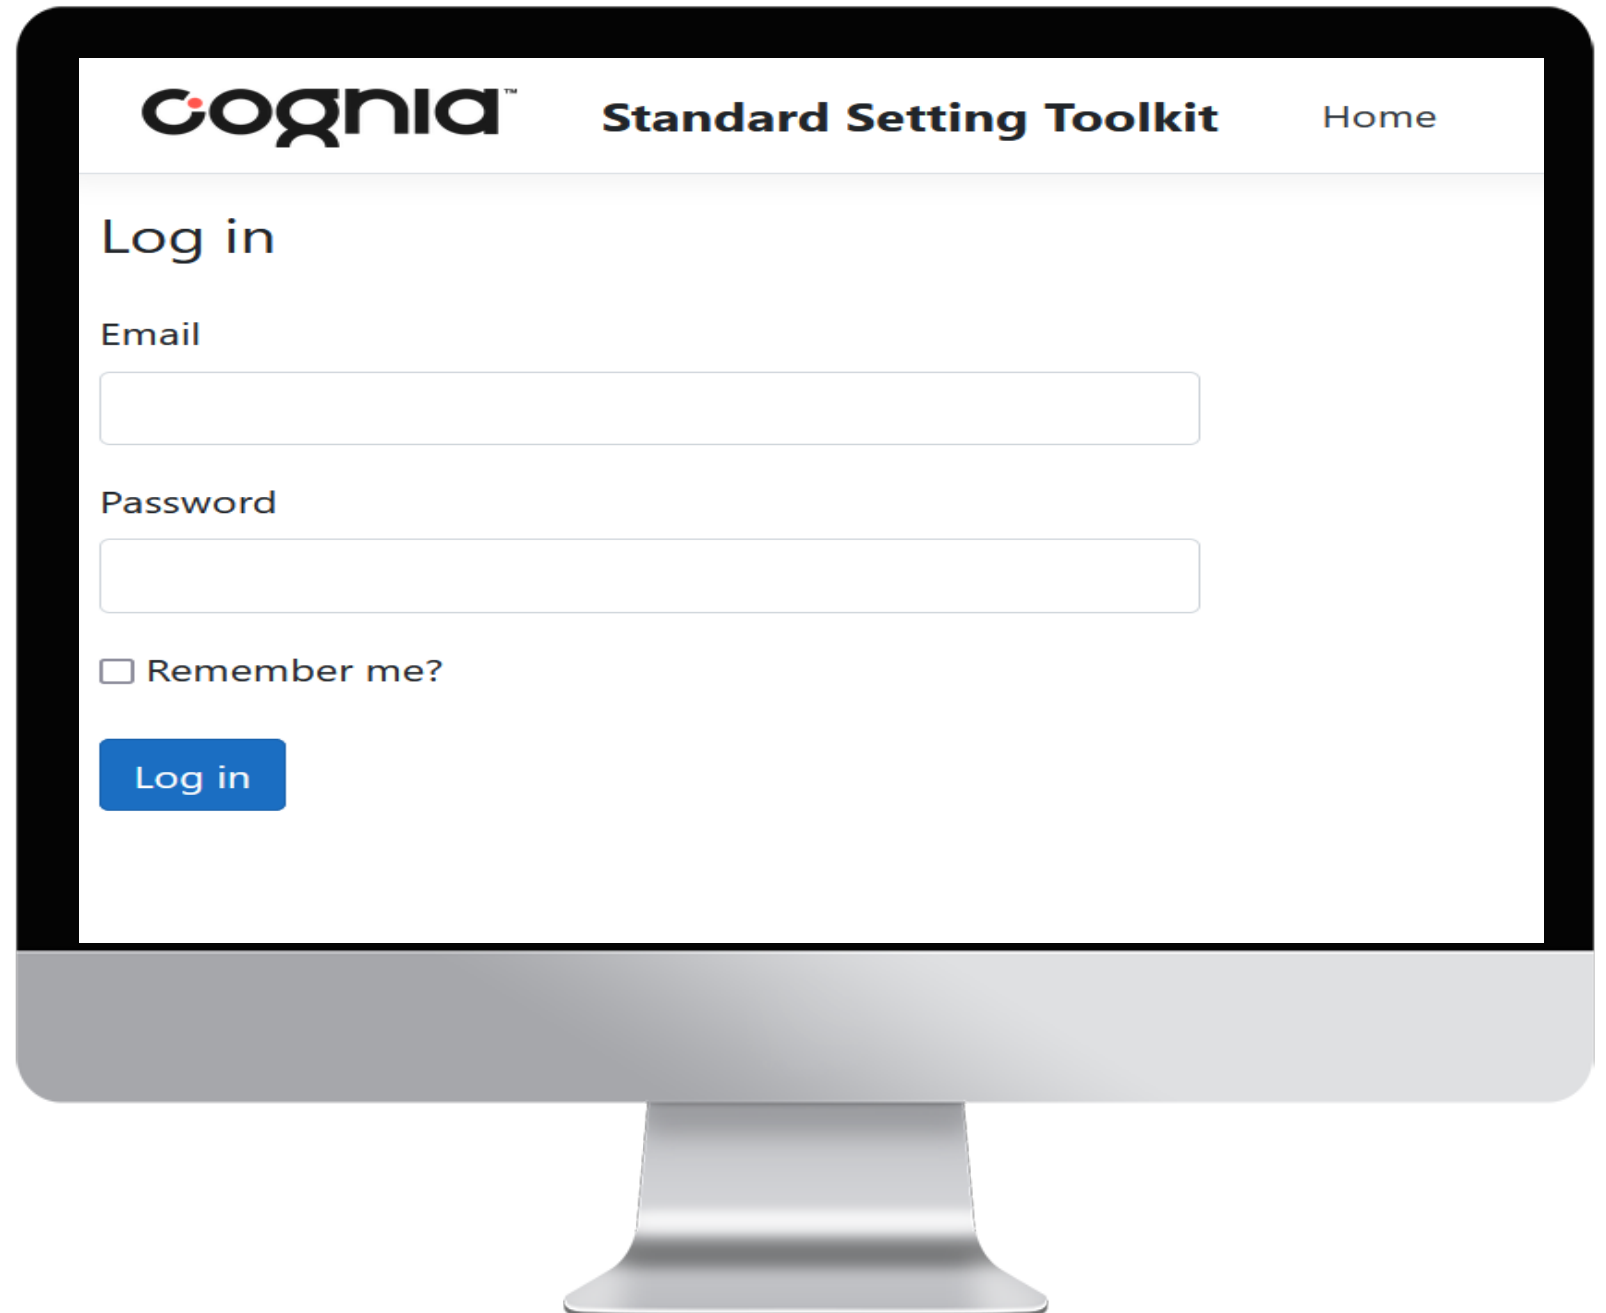 cognia™ Standard Setting Toolkit Home
Log in
Email
Password
Remember me?
Log in